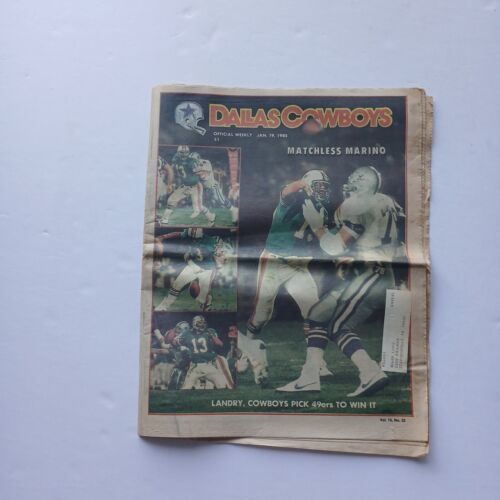 DALLAS COWBOYS
OFFICIAL WEEKLY JAN. 19, 1985
$1
MATCHLESS MARINO
13
LANDRY, COWBOYS PICK 49ers TO WIN IT